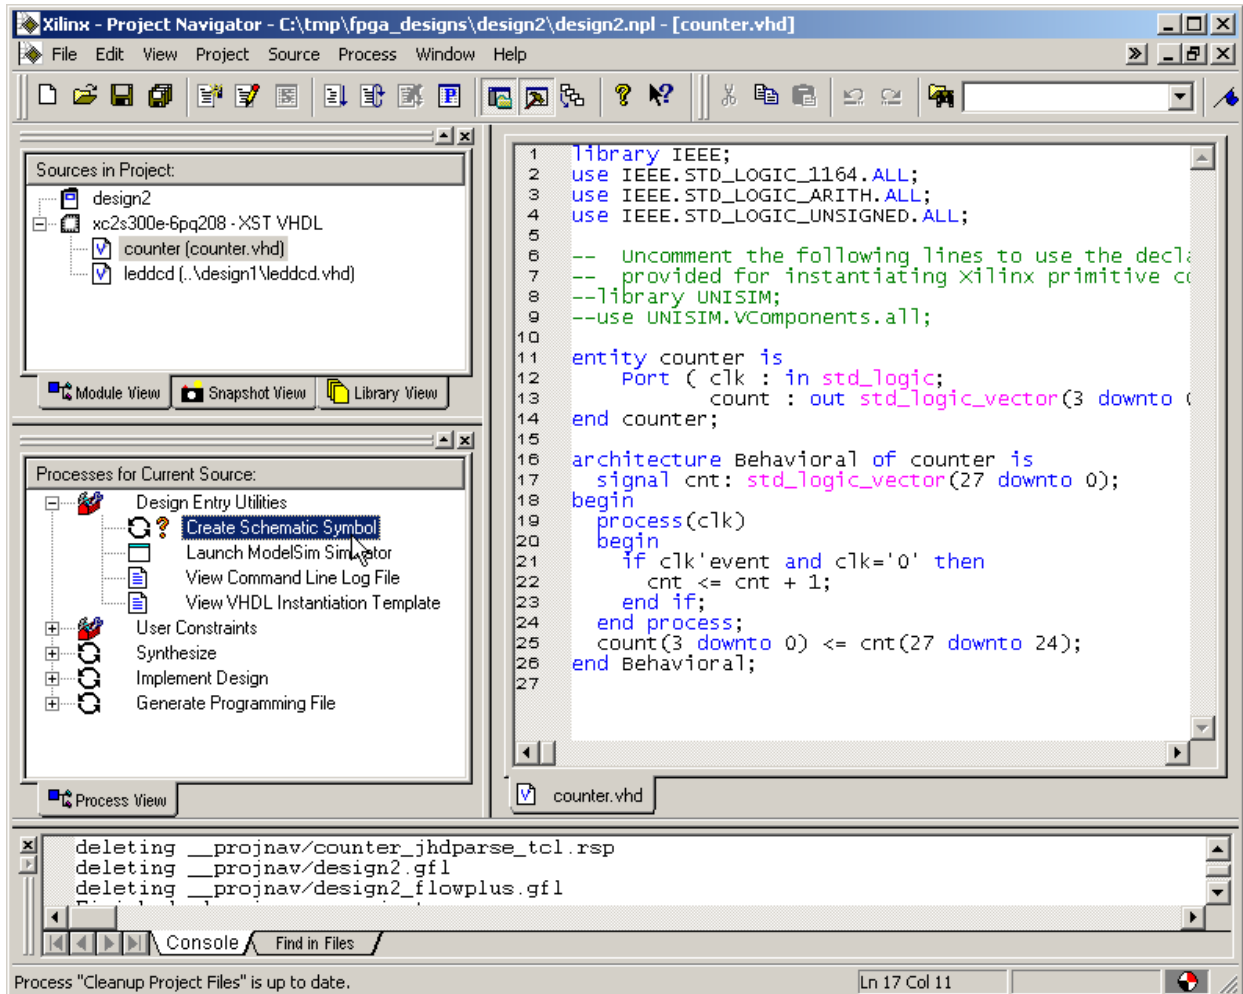 Xilinx - Project Navigator - C:\tmp\fpga_designs\design2\design2.npl - [counter.vhd]
File Edit View Project Source Process Window Help
Sources in Project:
design2
xc2s300e-6pq208 - XST VHDL
counter (counter.vhd)
leddcd (..\design1\leddcd.vhd)
Module View Snapshot View Library View
Processes for Current Source:
Design Entry Utilities
Create Schematic Symbol
Launch ModelSim Simulator
View Command Line Log File
View VHDL Instantiation Template
User Constraints
Synthesize
Implement Design
Generate Programming File
Process View
1 library IEEE;
2 use IEEE.STD_LOGIC_1164.ALL;
3 use IEEE.STD_LOGIC_ARITH.ALL;
4 use IEEE.STD_LOGIC_UNSIGNED.ALL;
5
6 -- Uncomment the following lines to use the decla
7 -- provided for instantiating Xilinx primitive co
8 --library UNISIM;
9 --use UNISIM.VComponents.all;
10
11 entity counter is
12 Port ( clk : in std_logic;
13 count : out std_logic_vector(3 downto 0
14 end counter;
15
16 architecture Behavioral of counter is
17 signal cnt: std_logic_vector(27 downto 0);
18 begin
19 process(clk)
20 begin
21 if clk'event and clk='0' then
22 cnt <= cnt + 1;
23 end if;
24 end process;
25 count(3 downto 0) <= cnt(27 downto 24);
26 end Behavioral;
27
counter.vhd
deleting __projnav/counter_jhdparse_tcl.rsp
deleting __projnav/design2.gfl
deleting __projnav/design2_flowplus.gfl
Console Find in Files
Process "Cleanup Project Files" is up to date.
Ln 17 Col 11